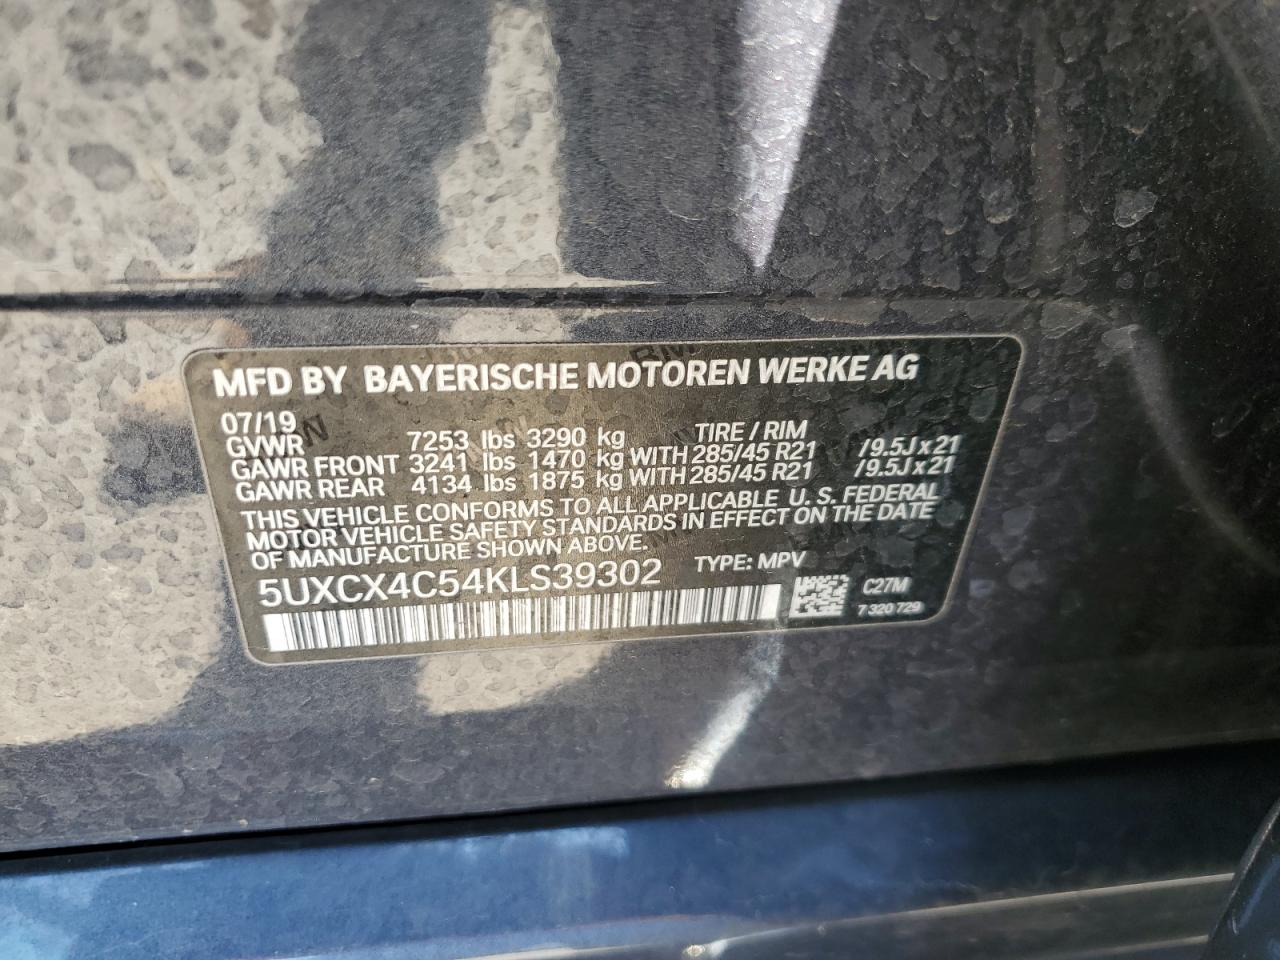 MFD BY BAYERISCHE MOTOREN WERKE AG
07/19 TIRE / RIM
GVWR 7253 lbs 3290 kg
GAWR FRONT 3241 lbs 1470 kg WITH 285/45 R21 /9.5J x 21
GAWR REAR 4134 lbs 1875 kg WITH 285/45 R21 /9.5J x 21
THIS VEHICLE CONFORMS TO ALL APPLICABLE U. S. FEDERAL
MOTOR VEHICLE SAFETY STANDARDS IN EFFECT ON THE DATE
OF MANUFACTURE SHOWN ABOVE.
5UXCX4C54KLS39302 TYPE: MPV
C27M
7 320 729